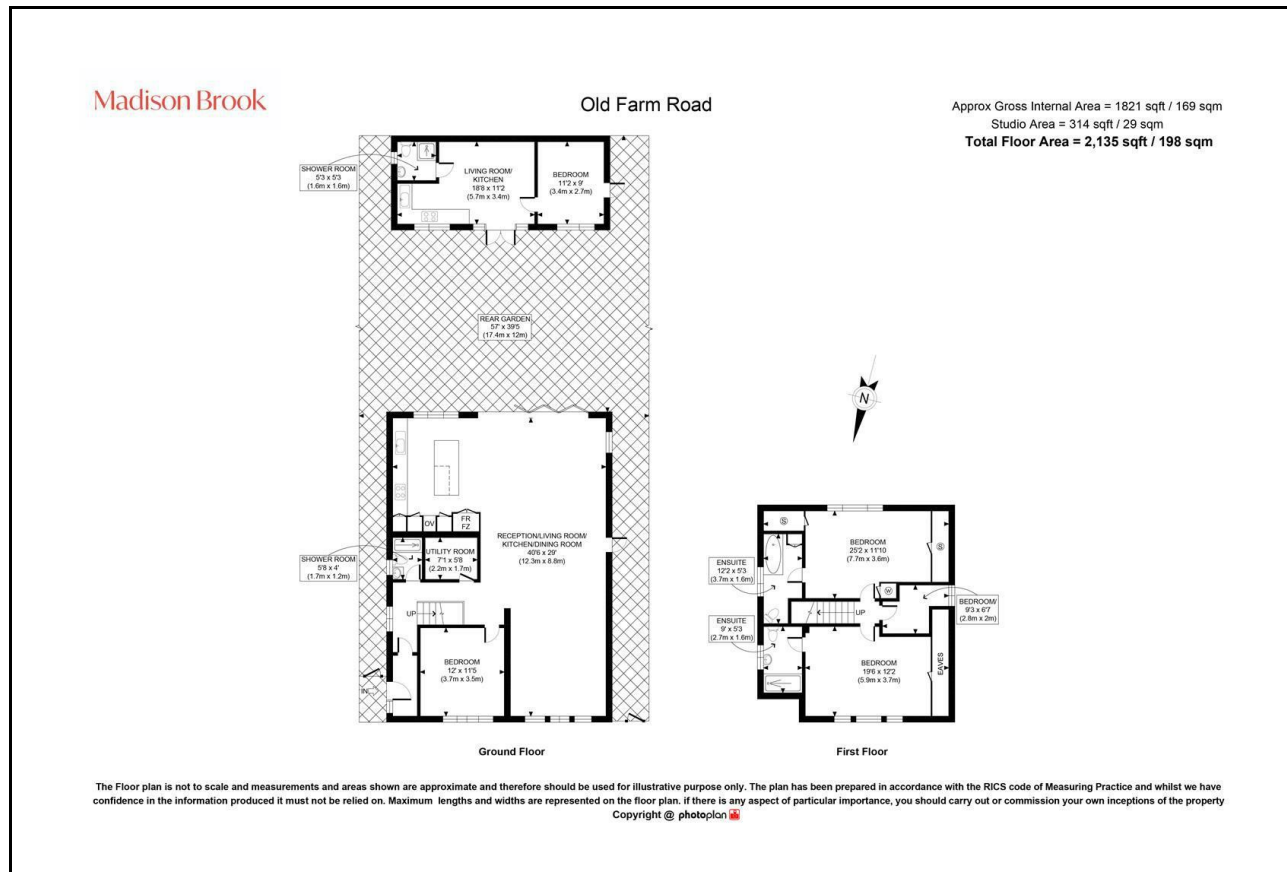 Madison Brook
Old Farm Road
Approx Gross Internal Area = 1821 sqft / 169 sqm
Studio Area = 314 sqft / 29 sqm
Total Floor Area = 2,135 sqft / 198 sqm
SHOWER ROOM
5'3 x 5'3
(1.6m x 1.6m)
LIVING ROOM/
KITCHEN
18'8 x 11'2
(5.7m x 3.4m)
BEDROOM
11'2 x 9'
(3.4m x 2.7m)
REAR GARDEN
57' x 39'5
(17.4m x 12m)
N
OV
FR
FZ
RECEPTION/LIVING ROOM/
KITCHEN/DINING ROOM
40'6 x 29'
(12.3m x 8.8m)
SHOWER ROOM
5'8 x 4'
(1.7m x 1.2m)
UTILITY ROOM
7'1 x 5'8
(2.2m x 1.7m)
UP
BEDROOM
12' x 11'5
(3.7m x 3.5m)
IN
Ground Floor
S
BEDROOM
25'2 x 11'10
(7.7m x 3.6m)
S
ENSUITE
12'2 x 5'3
(3.7m x 1.6m)
W
UP
BEDROOM/
9'3 x 6'7
(2.8m x 2m)
ENSUITE
9' x 5'3
(2.7m x 1.6m)
BEDROOM
19'6 x 12'2
(5.9m x 3.7m)
EAVES
First Floor
The Floor plan is not to scale and measurements and areas shown are approximate and therefore should be used for illustrative purpose only. The plan has been prepared in accordance with the RICS code of Measuring Practice and whilst we have
confidence in the information produced it must not be relied on. Maximum lengths and widths are represented on the floor plan. if there is any aspect of particular importance, you should carry out or commission your own inceptions of the property
Copyright @ photoplan